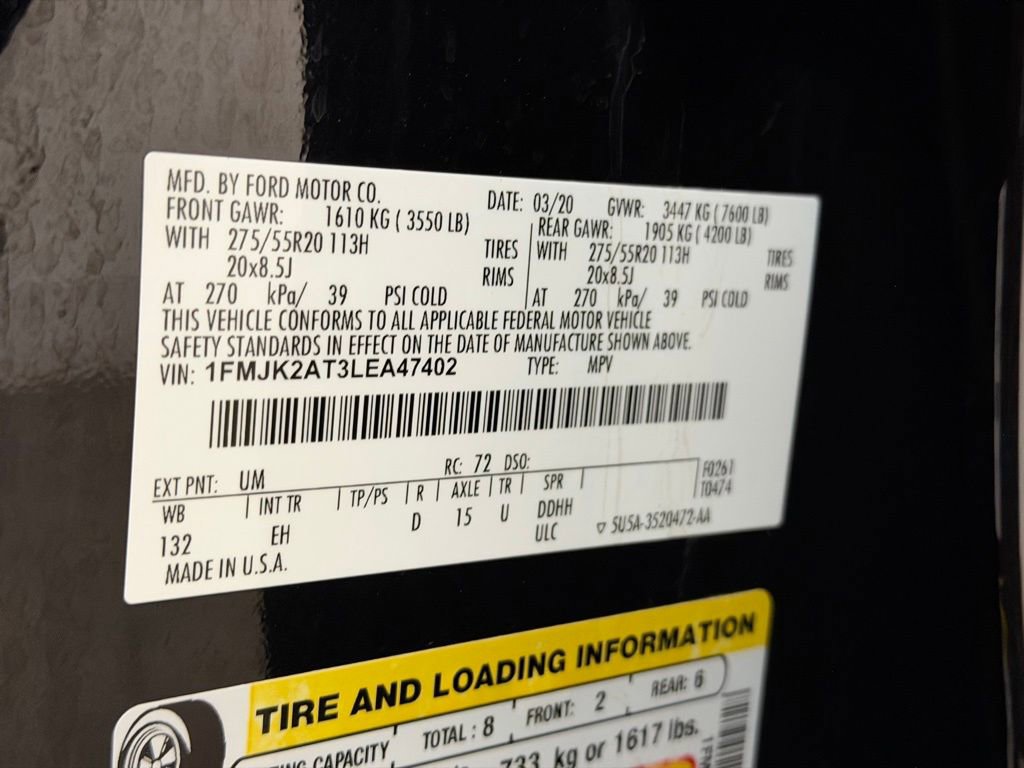 MFD. BY FORD MOTOR CO. DATE: 03/20 GVWR: 3447 KG ( 7600 LB)
FRONT GAWR: 1610 KG ( 3550 LB) REAR GAWR: 1905 KG ( 4200 LB)
WITH 275/55R20 113H TIRES WITH 275/55R20 113H TIRES
20x8.5J RIMS 20x8.5J RIMS
AT 270 kPa/ 39 PSI COLD AT 270 kPa/ 39 PSI COLD
THIS VEHICLE CONFORMS TO ALL APPLICABLE FEDERAL MOTOR VEHICLE
SAFETY STANDARDS IN EFFECT ON THE DATE OF MANUFACTURE SHOWN ABOVE.
VIN: 1FMJK2AT3LEA47402 TYPE: MPV
EXT PNT: UM RC: 72 DSO: F0261
WB INT TR TP/PS R AXLE TR SPR T0474
132 EH D 15 U DDHH
ULC ▽ 5U5A-3520472-AA
MADE IN U.S.A.
TIRE AND LOADING INFORMATION
CAPACITY TOTAL : 8 FRONT: 2 REAR: 6
733 kg or 1617 lbs.